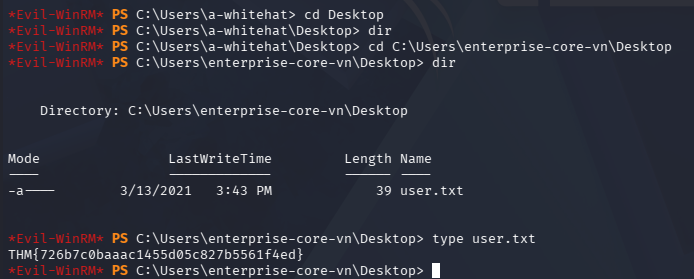 *Evil-WinRM* PS C:\Users\a-whitehat> cd Desktop
*Evil-WinRM* PS C:\Users\a-whitehat\Desktop> dir
*Evil-WinRM* PS C:\Users\a-whitehat\Desktop> cd C:\Users\enterprise-core-vn\Desktop
*Evil-WinRM* PS C:\Users\enterprise-core-vn\Desktop> dir
Directory: C:\Users\enterprise-core-vn\Desktop
Mode LastWriteTime Length Name
---- ------------- ------ ----
-a---- 3/13/2021 3:43 PM 39 user.txt
*Evil-WinRM* PS C:\Users\enterprise-core-vn\Desktop> type user.txt
THM{726b7c0baaac1455d05c827b5561f4ed}
*Evil-WinRM* PS C:\Users\enterprise-core-vn\Desktop>